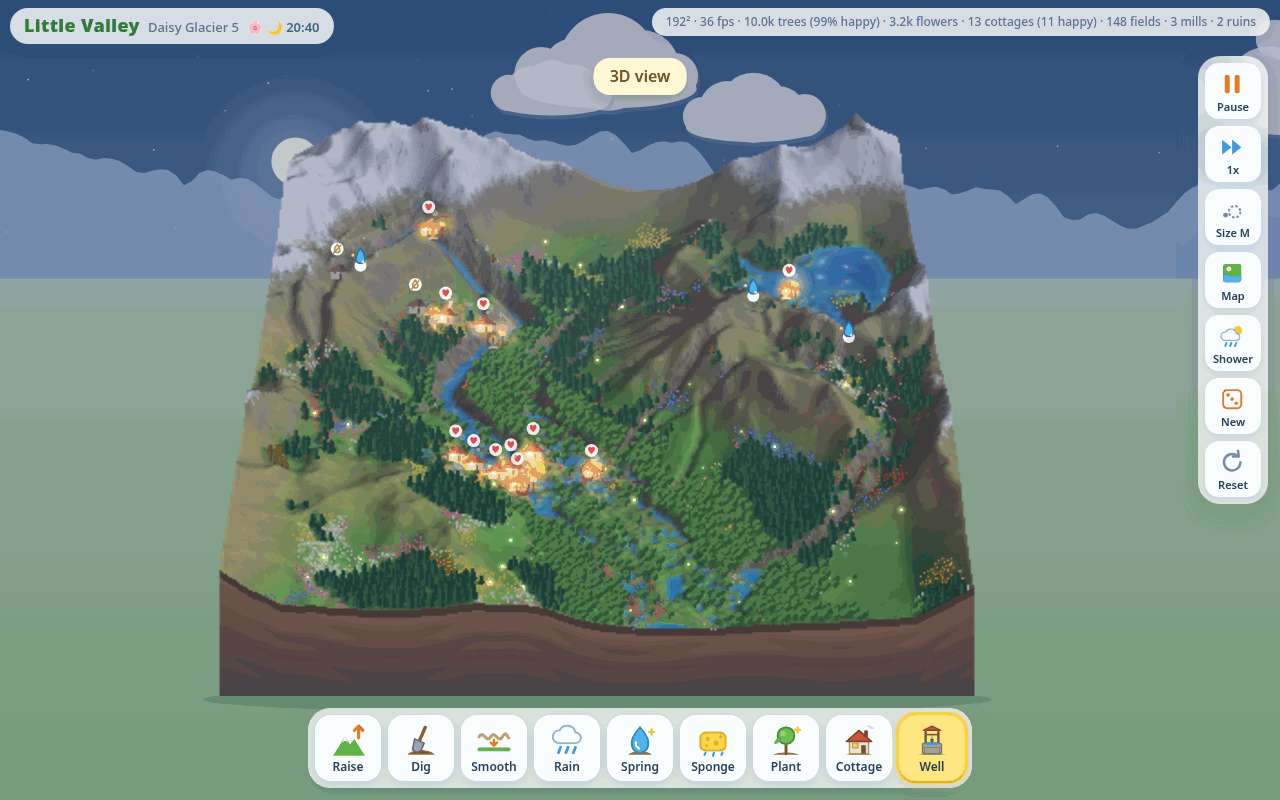 Little Valley Daisy Glacier 5 20:40
192² · 36 fps · 10.0k trees (99% happy) · 3.2k flowers · 13 cottages (11 happy) · 148 fields · 3 mills · 2 ruins
3D view
Pause
1x
Size M
Map
Shower
New
Reset
Raise
Dig
Smooth
Rain
Spring
Sponge
Plant
Cottage
Well